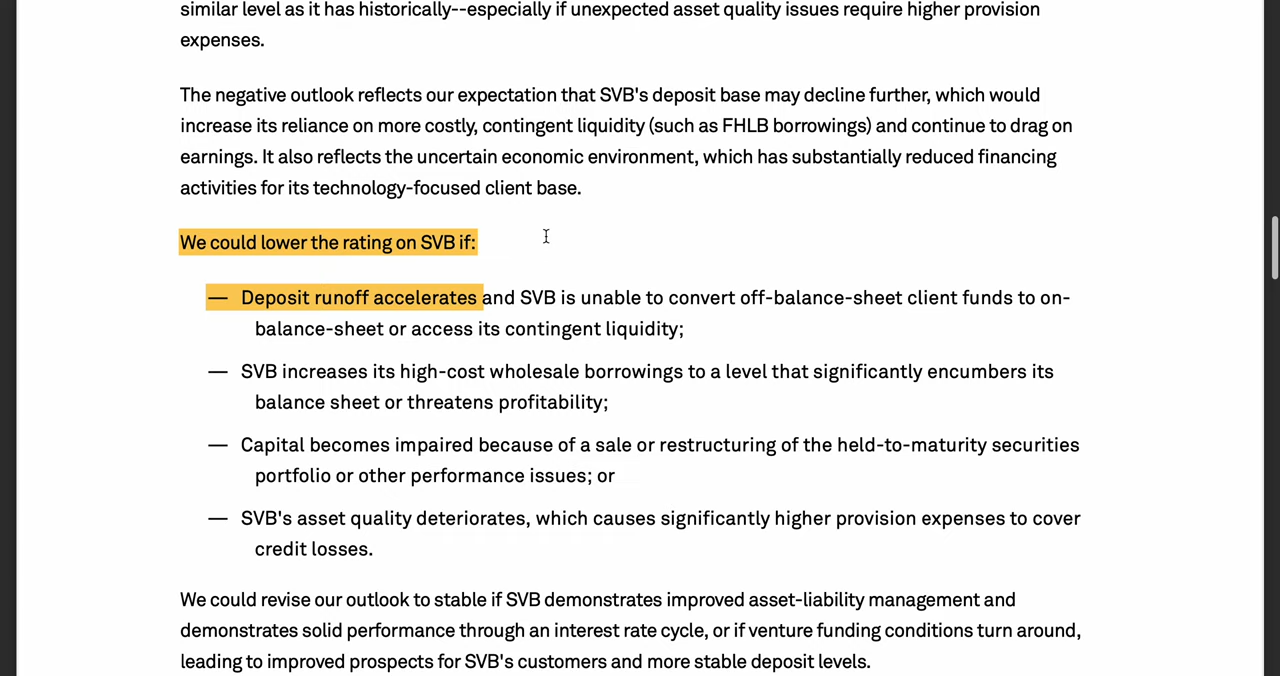 similar level as it has historically--especially if unexpected asset quality issues require higher provision
expenses.
The negative outlook reflects our expectation that SVB's deposit base may decline further, which would
increase its reliance on more costly, contingent liquidity (such as FHLB borrowings) and continue to drag on
earnings. It also reflects the uncertain economic environment, which has substantially reduced financing
activities for its technology-focused client base.
We could lower the rating on SVB if:
— Deposit runoff accelerates and SVB is unable to convert off-balance-sheet client funds to on-
balance-sheet or access its contingent liquidity;
— SVB increases its high-cost wholesale borrowings to a level that significantly encumbers its
balance sheet or threatens profitability;
— Capital becomes impaired because of a sale or restructuring of the held-to-maturity securities
portfolio or other performance issues; or
— SVB's asset quality deteriorates, which causes significantly higher provision expenses to cover
credit losses.
We could revise our outlook to stable if SVB demonstrates improved asset-liability management and
demonstrates solid performance through an interest rate cycle, or if venture funding conditions turn around,
leading to improved prospects for SVB's customers and more stable deposit levels.